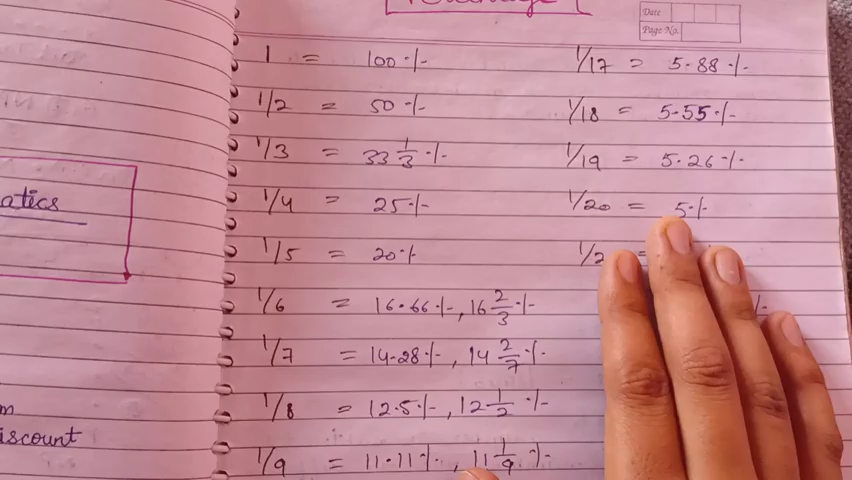 Percentage
Date
Page No.
1 = 100 %
1/2 = 50 %
1/3 = 33 1/3 %
1/4 = 25 %
1/5 = 20 %
1/6 = 16.66 %, 16 2/3 %
1/7 = 14.28 %, 14 2/7 %
1/8 = 12.5 %, 12 1/2 %
1/9 = 11.11 %, 11 1/9 %
1/17 = 5.88 %
1/18 = 5.55 %
1/19 = 5.26 %
1/20 = 5 %
atics
iscount